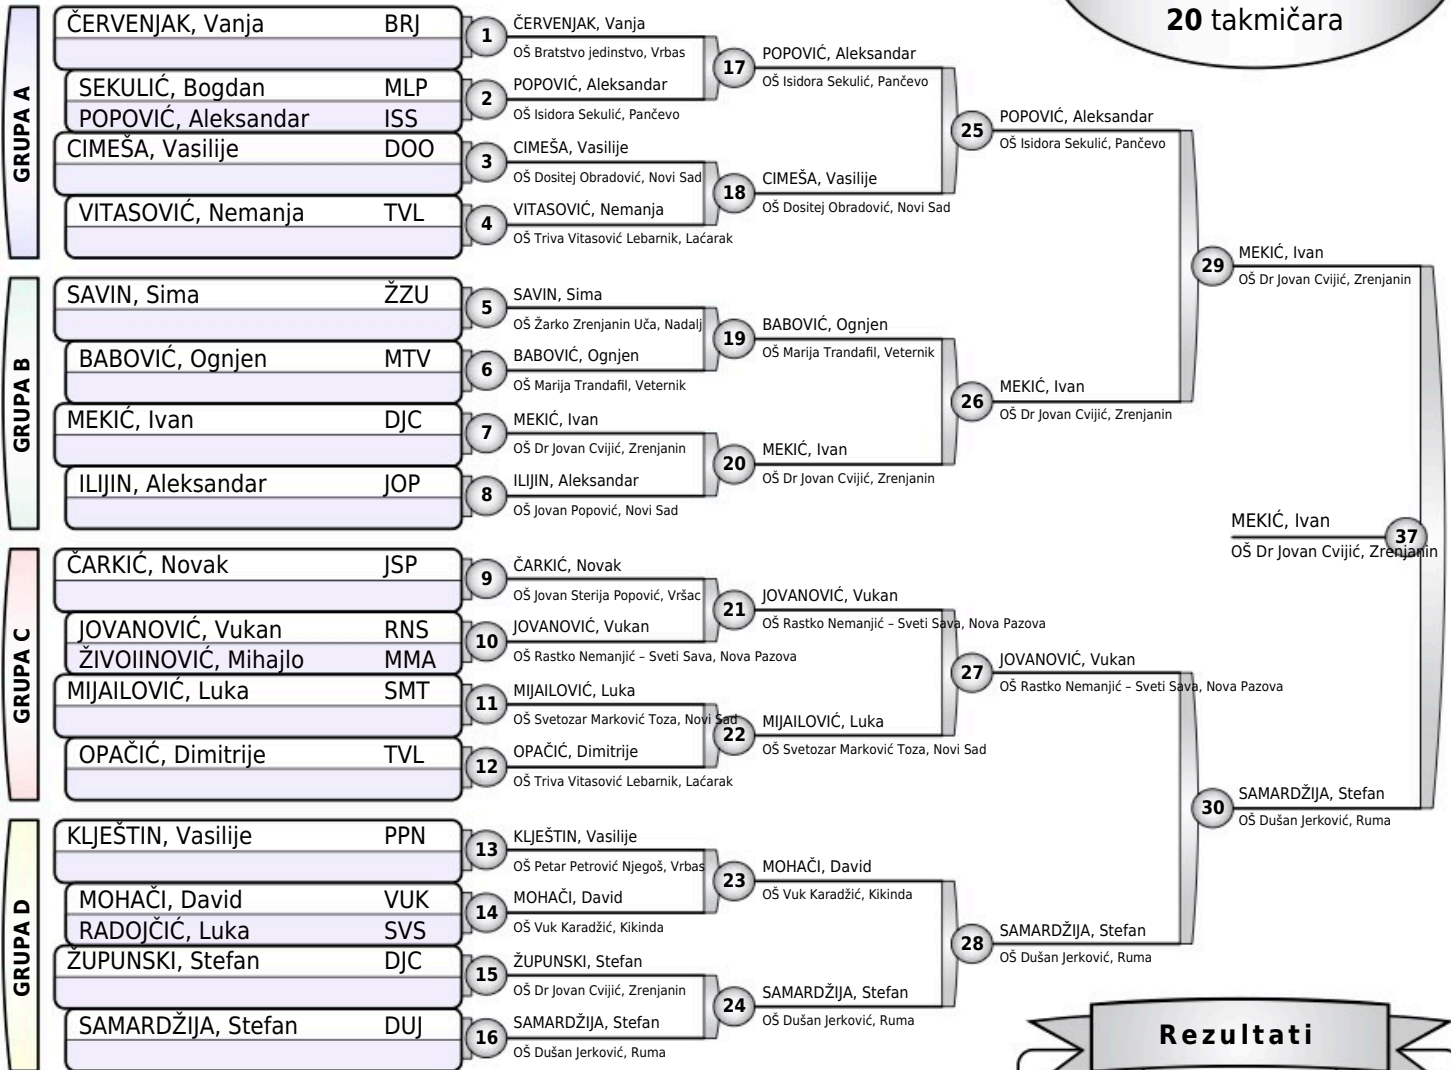 20 takmičara
GRUPA A
ČERVENJAK, Vanja BRJ
SEKULIĆ, Bogdan MLP
POPOVIĆ, Aleksandar ISS
CIMEŠA, Vasilije DOO
VITASOVIĆ, Nemanja TVL
GRUPA B
SAVIN, Sima ŽZU
BABOVIĆ, Ognjen MTV
MEKIĆ, Ivan DJC
ILIJIN, Aleksandar JOP
GRUPA C
ČARKIĆ, Novak JSP
JOVANOVIĆ, Vukan RNS
ŽIVOIINOVIĆ, Mihajlo MMA
MIJAILOVIĆ, Luka SMT
OPAČIĆ, Dimitrije TVL
GRUPA D
KLJEŠTIN, Vasilije PPN
MOHAČI, David VUK
RADOJČIĆ, Luka SVS
ŽUPUNSKI, Stefan DJC
SAMARDŽIJA, Stefan DUJ
1
ČERVENJAK, Vanja
OŠ Bratstvo jedinstvo, Vrbas
2
POPOVIĆ, Aleksandar
OŠ Isidora Sekulić, Pančevo
3
CIMEŠA, Vasilije
OŠ Dositej Obradović, Novi Sad
4
VITASOVIĆ, Nemanja
OŠ Triva Vitasović Lebarnik, Laćarak
5
SAVIN, Sima
OŠ Žarko Zrenjanin Uča, Nadalj
6
BABOVIĆ, Ognjen
OŠ Marija Trandafil, Veternik
7
MEKIĆ, Ivan
OŠ Dr Jovan Cvijić, Zrenjanin
8
ILIJIN, Aleksandar
OŠ Jovan Popović, Novi Sad
9
ČARKIĆ, Novak
OŠ Jovan Sterija Popović, Vršac
10
JOVANOVIĆ, Vukan
OŠ Rastko Nemanjić – Sveti Sava, Nova Pazova
11
MIJAILOVIĆ, Luka
OŠ Svetozar Marković Toza, Novi Sad
12
OPAČIĆ, Dimitrije
OŠ Triva Vitasović Lebarnik, Laćarak
13
KLJEŠTIN, Vasilije
OŠ Petar Petrović Njegoš, Vrbas
14
MOHAČI, David
OŠ Vuk Karadžić, Kikinda
15
ŽUPUNSKI, Stefan
OŠ Dr Jovan Cvijić, Zrenjanin
16
SAMARDŽIJA, Stefan
OŠ Dušan Jerković, Ruma
17
POPOVIĆ, Aleksandar
OŠ Isidora Sekulić, Pančevo
18
CIMEŠA, Vasilije
OŠ Dositej Obradović, Novi Sad
19
BABOVIĆ, Ognjen
OŠ Marija Trandafil, Veternik
20
MEKIĆ, Ivan
OŠ Dr Jovan Cvijić, Zrenjanin
21
JOVANOVIĆ, Vukan
OŠ Rastko Nemanjić – Sveti Sava, Nova Pazova
22
MIJAILOVIĆ, Luka
OŠ Svetozar Marković Toza, Novi Sad
23
MOHAČI, David
OŠ Vuk Karadžić, Kikinda
24
SAMARDŽIJA, Stefan
OŠ Dušan Jerković, Ruma
25
POPOVIĆ, Aleksandar
OŠ Isidora Sekulić, Pančevo
26
MEKIĆ, Ivan
OŠ Dr Jovan Cvijić, Zrenjanin
27
JOVANOVIĆ, Vukan
OŠ Rastko Nemanjić – Sveti Sava, Nova Pazova
28
SAMARDŽIJA, Stefan
OŠ Dušan Jerković, Ruma
29
MEKIĆ, Ivan
OŠ Dr Jovan Cvijić, Zrenjanin
30
SAMARDŽIJA, Stefan
OŠ Dušan Jerković, Ruma
37
MEKIĆ, Ivan
OŠ Dr Jovan Cvijić, Zrenjanin
Rezultati